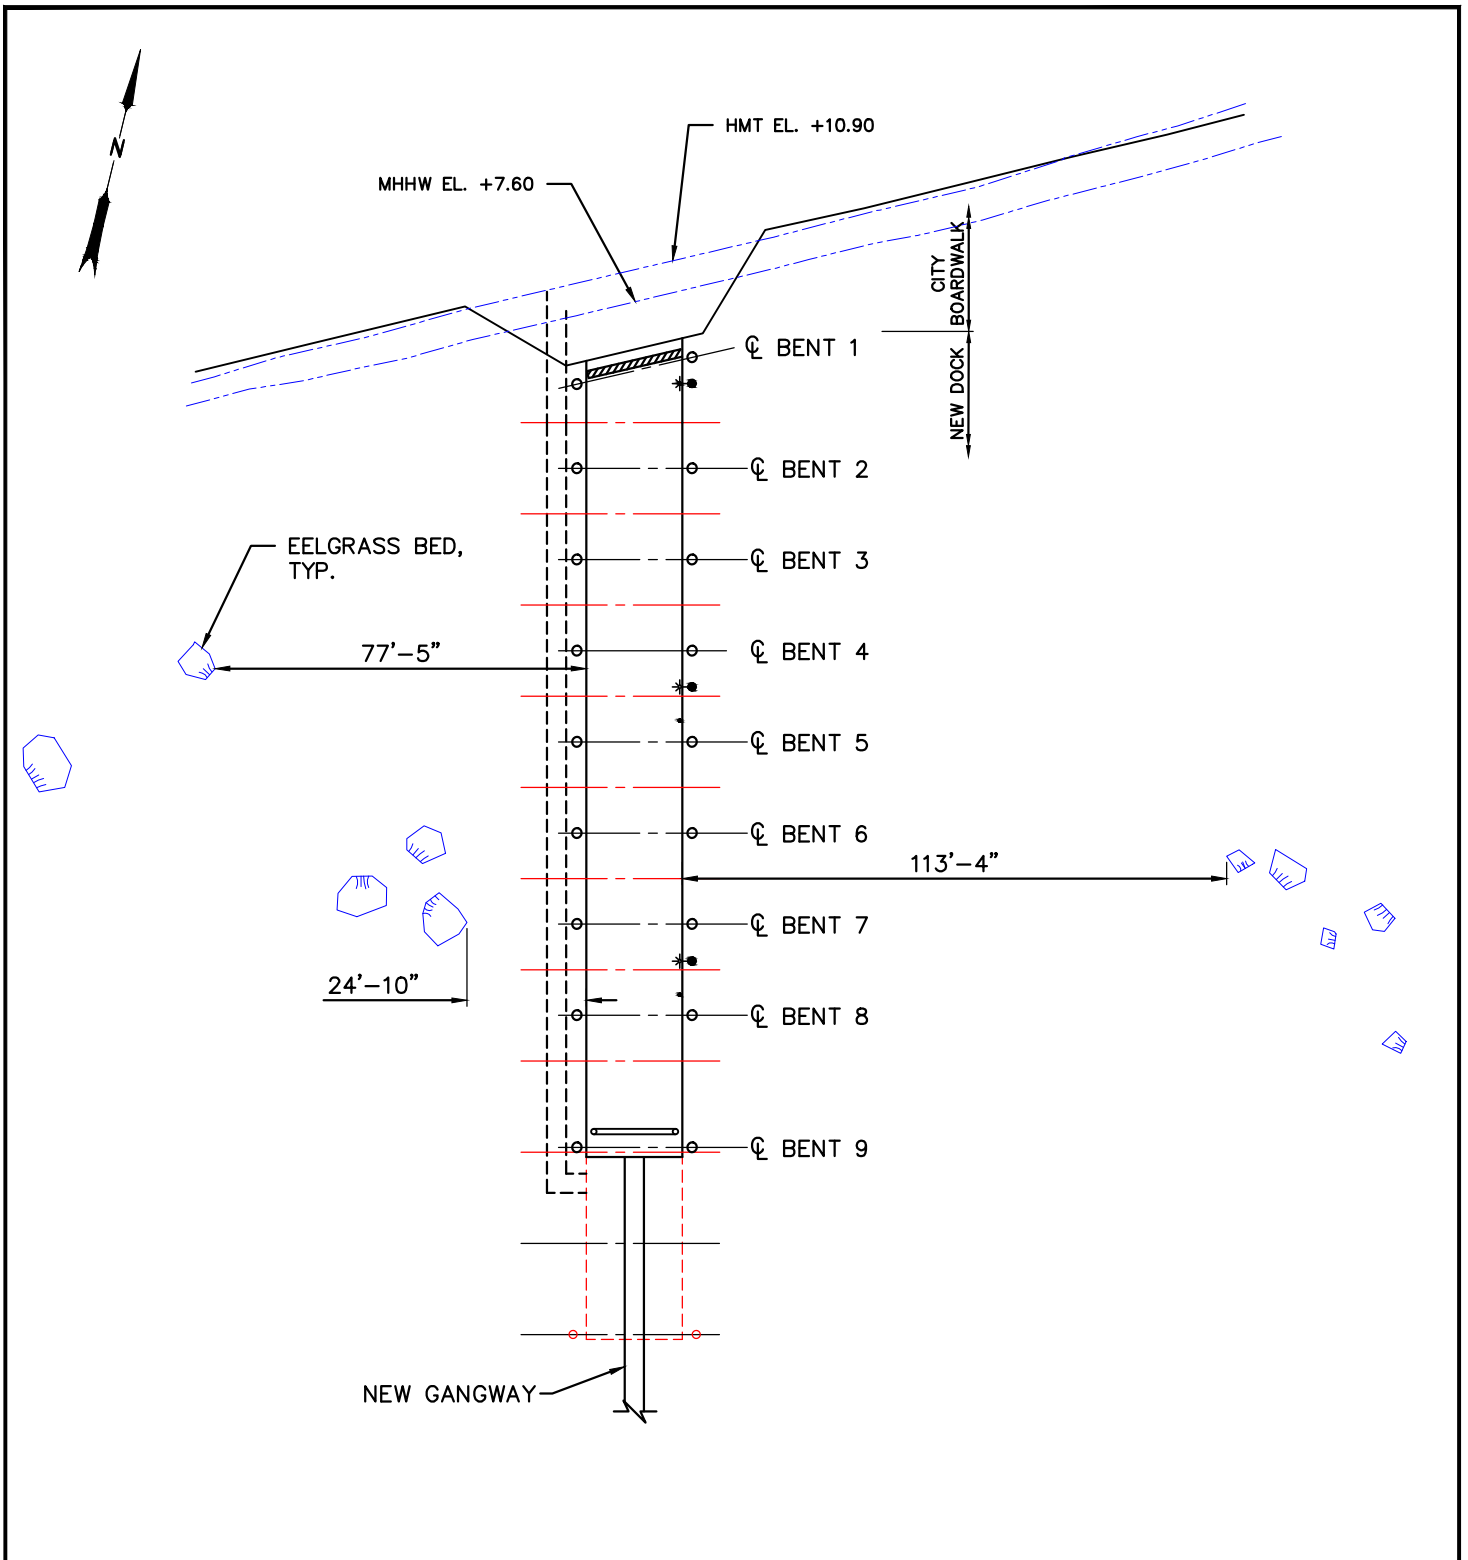 HMT EL. +10.90
N
MHHW EL. +7.60
CITY
BOARDWALK
NEW DOCK
℄ BENT 1
℄ BENT 2
EELGRASS BED,
TYP.
℄ BENT 3
77'-5"
℄ BENT 4
℄ BENT 5
℄ BENT 6
113'-4"
℄ BENT 7
24'-10"
℄ BENT 8
℄ BENT 9
NEW GANGWAY